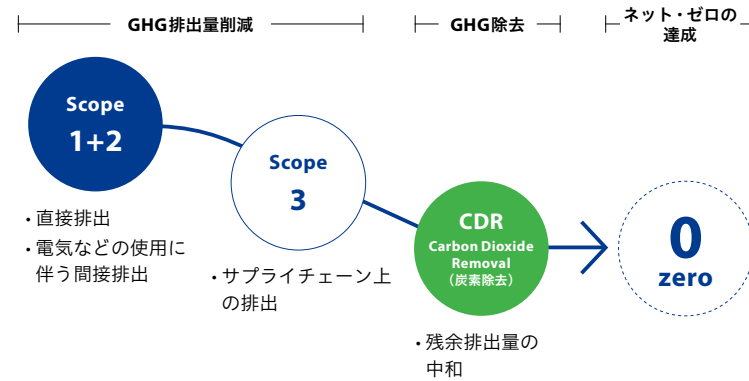 GHG排出量削減
GHG除去
ネット・ゼロの
達成
Scope
1+2
・直接排出
・電気などの使用に
伴う間接排出
Scope
3
・サプライチェーン上
の排出
CDR
Carbon Dioxide
Removal
（炭素除去）
・残余排出量の
中和
0
zero